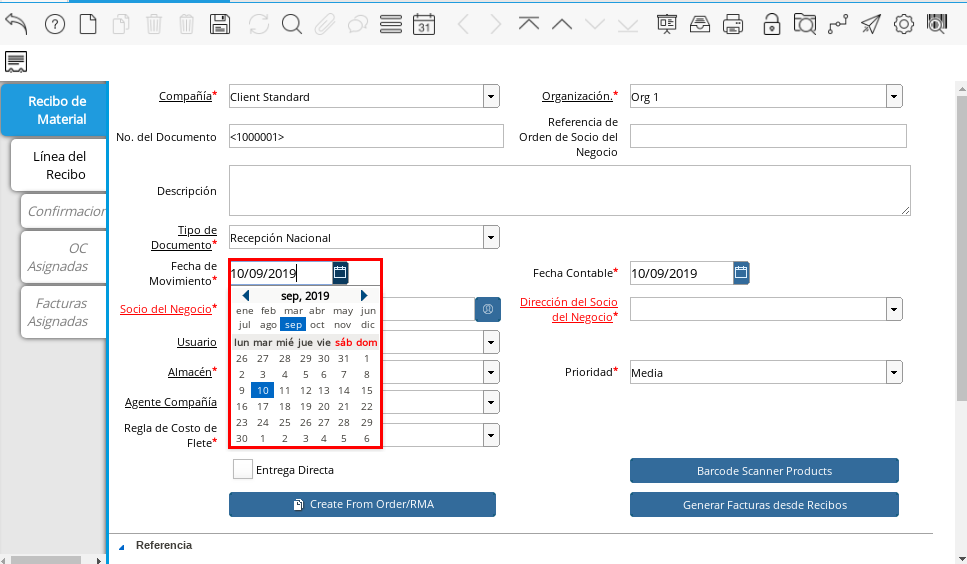 31
Recibo de
Material
Línea del
Recibo
Confirmacion
OC
Asignadas
Facturas
Asignadas
Compañía*
Client Standard
Organización.*
Org 1
No. del Documento
<1000001>
Referencia de
Orden de Socio del
Negocio
Descripción
Tipo de
Documento*
Recepción Nacional
Fecha de
Movimiento*
10/09/2019
Fecha Contable*
10/09/2019
sep, 2019
ene feb mar abr may jun
jul ago sep oct nov dic
lun mar mié jue vie sáb dom
26 27 28 29 30 31 1
2 3 4 5 6 7 8
9 10 11 12 13 14 15
16 17 18 19 20 21 22
23 24 25 26 27 28 29
30 1 2 3 4 5 6
Socio del Negocio*
Dirección del Socio
del Negocio*
Usuario
Almacén*
Prioridad*
Media
Agente Compañía
Regla de Costo de
Flete*
Entrega Directa
Barcode Scanner Products
Create From Order/RMA
Generar Facturas desde Recibos
Referencia